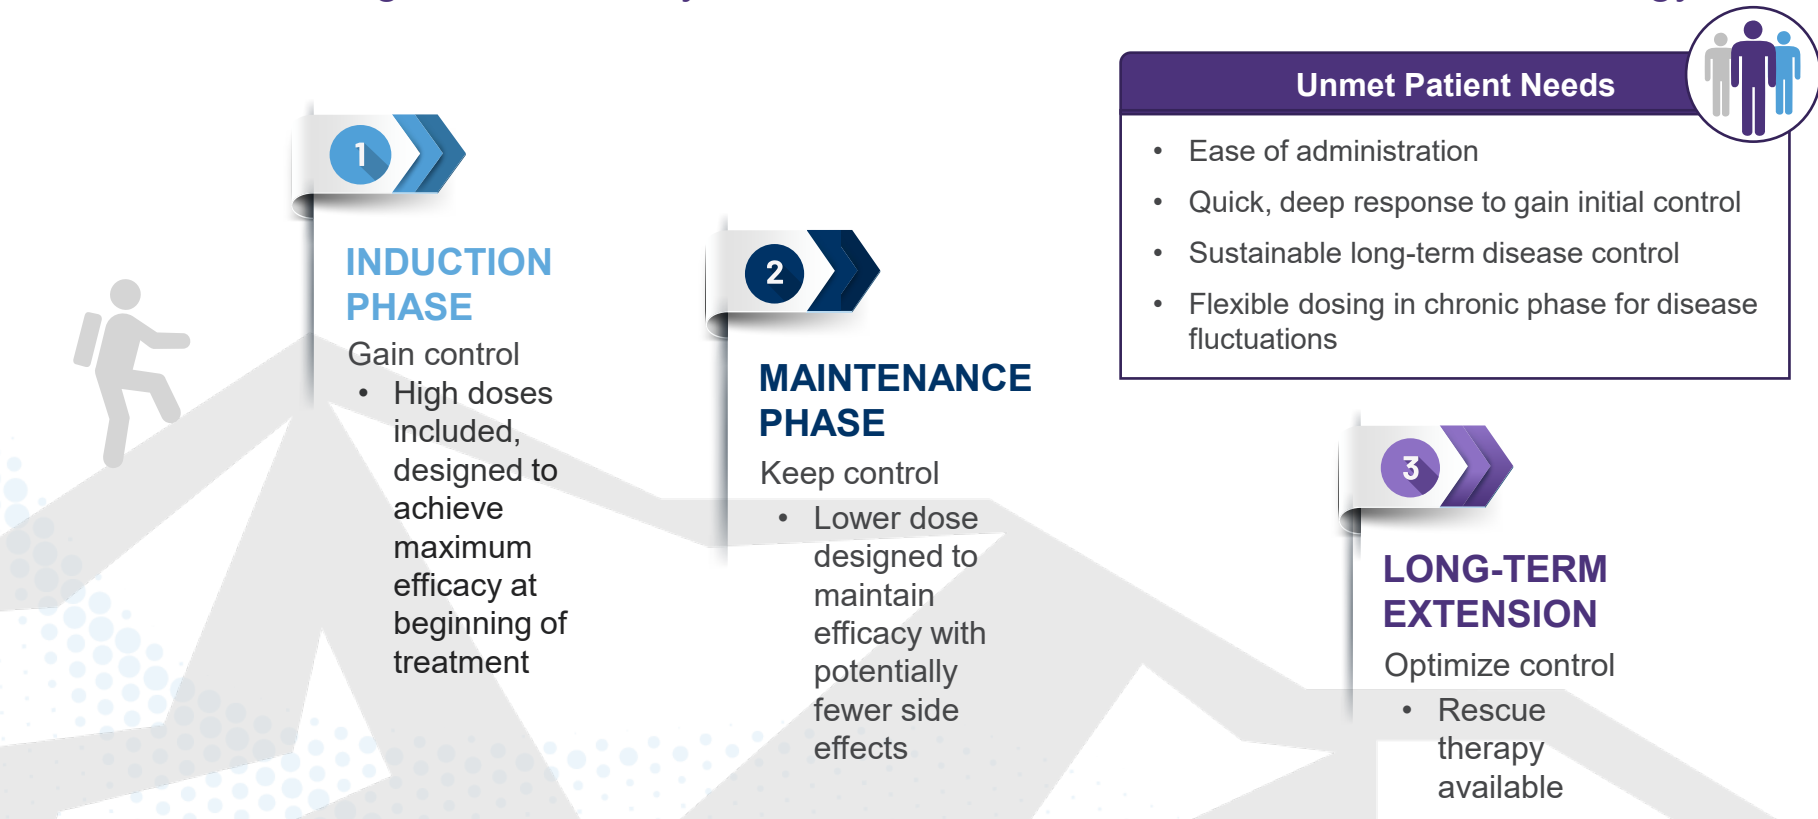 1
INDUCTION
PHASE
Gain control
• High doses
included,
designed to
achieve
maximum
efficacy at
beginning of
treatment
2
MAINTENANCE
PHASE
Keep control
• Lower dose
designed to
maintain
efficacy with
potentially
fewer side
effects
Unmet Patient Needs
• Ease of administration
• Quick, deep response to gain initial control
• Sustainable long-term disease control
• Flexible dosing in chronic phase for disease
fluctuations
3
LONG-TERM
EXTENSION
Optimize control
• Rescue
therapy
available